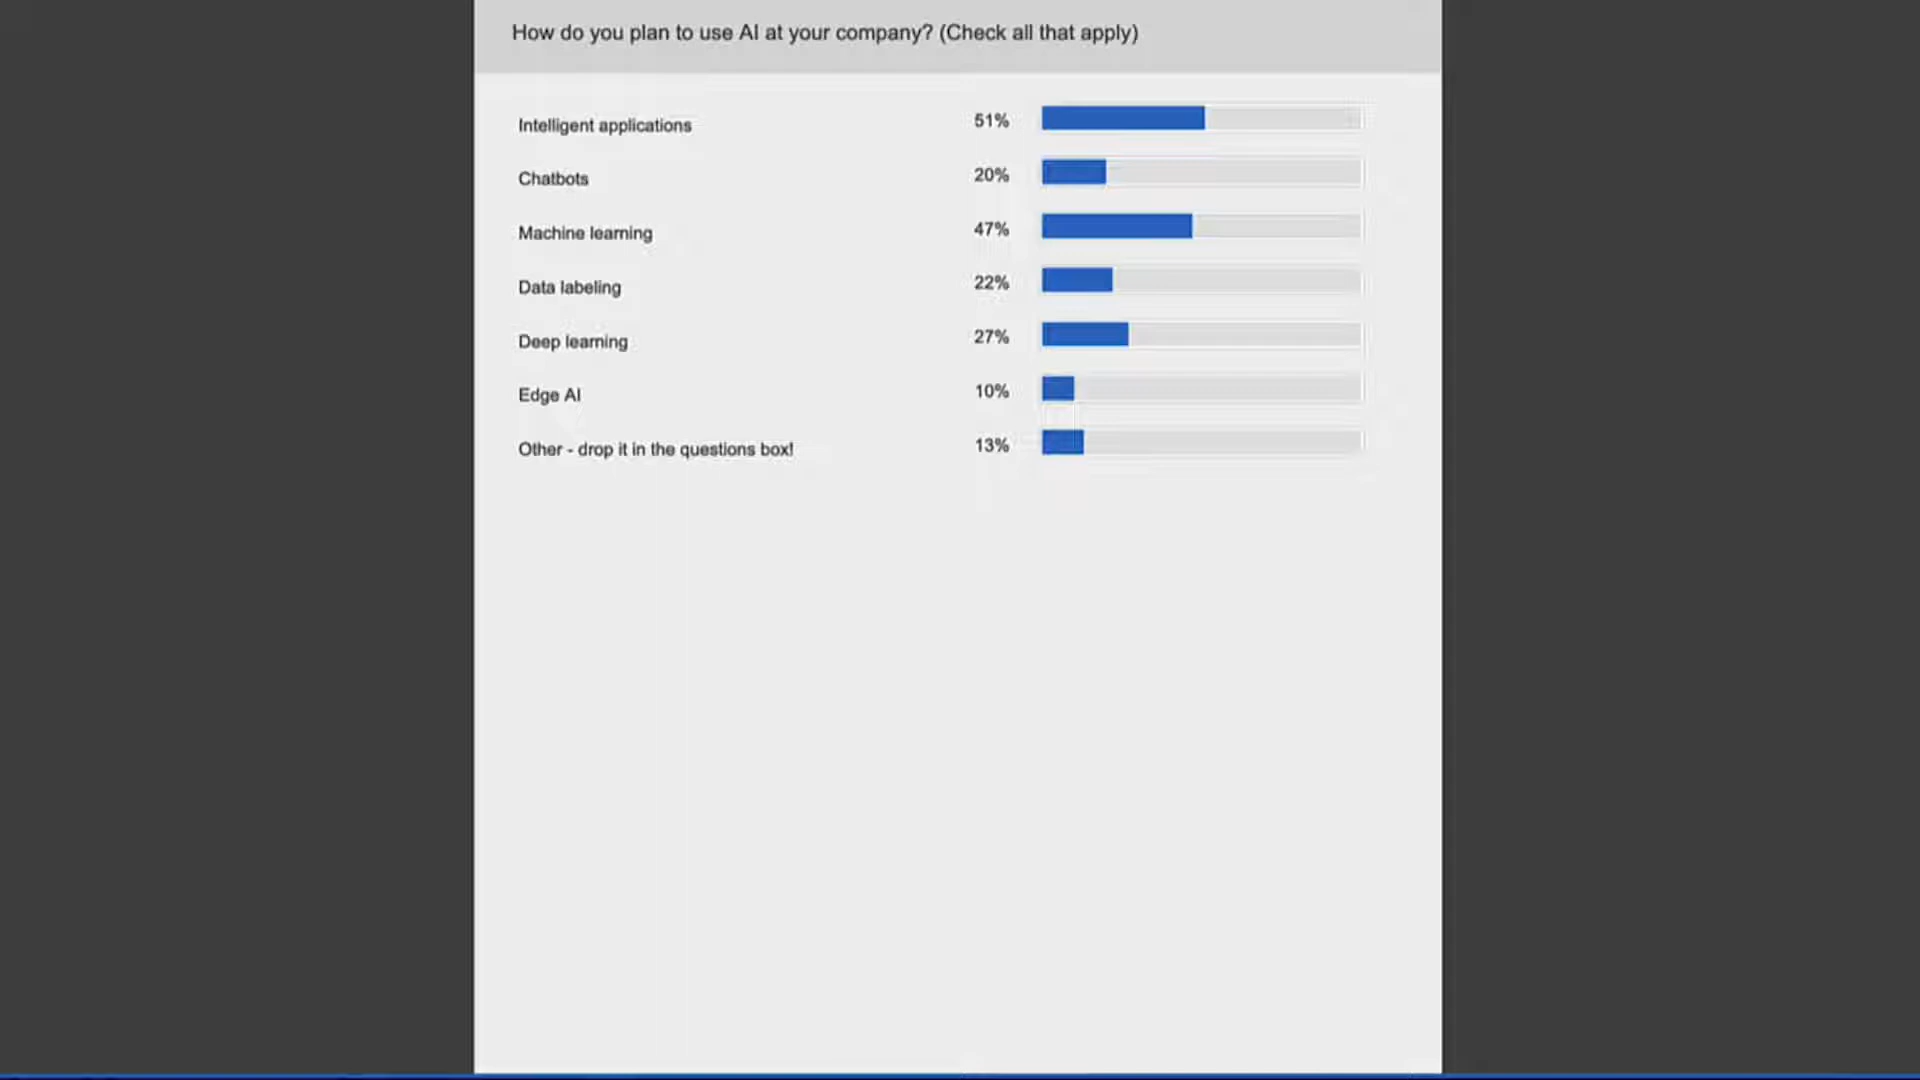 How do you plan to use AI at your company? (Check all that apply)
Intelligent applications 51%
Chatbots 20%
Machine learning 47%
Data labeling 22%
Deep learning 27%
Edge AI 10%
Other - drop it in the questions box! 13%